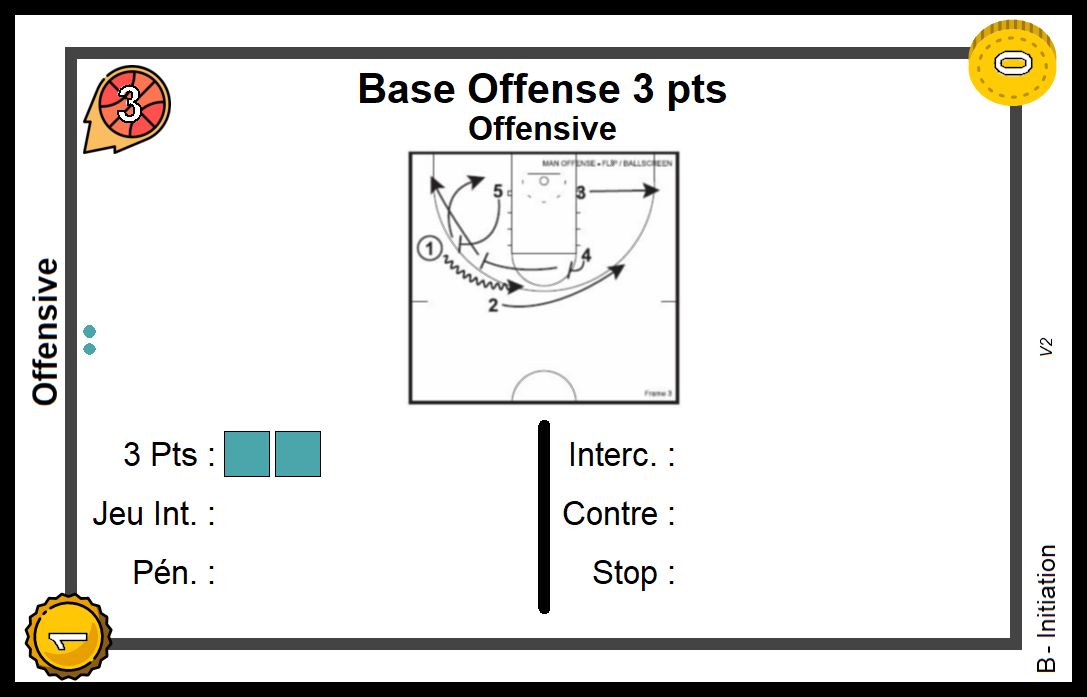 0
3
Base Offense 3 pts
Offensive
MAN OFFENSE • FLIP / BALLSCREEN
5
3
1
4
2
Frame 3
Offensive
V2
3 Pts :
Interc. :
Jeu Int. :
Contre :
Pén. :
Stop :
1
B- Initiation